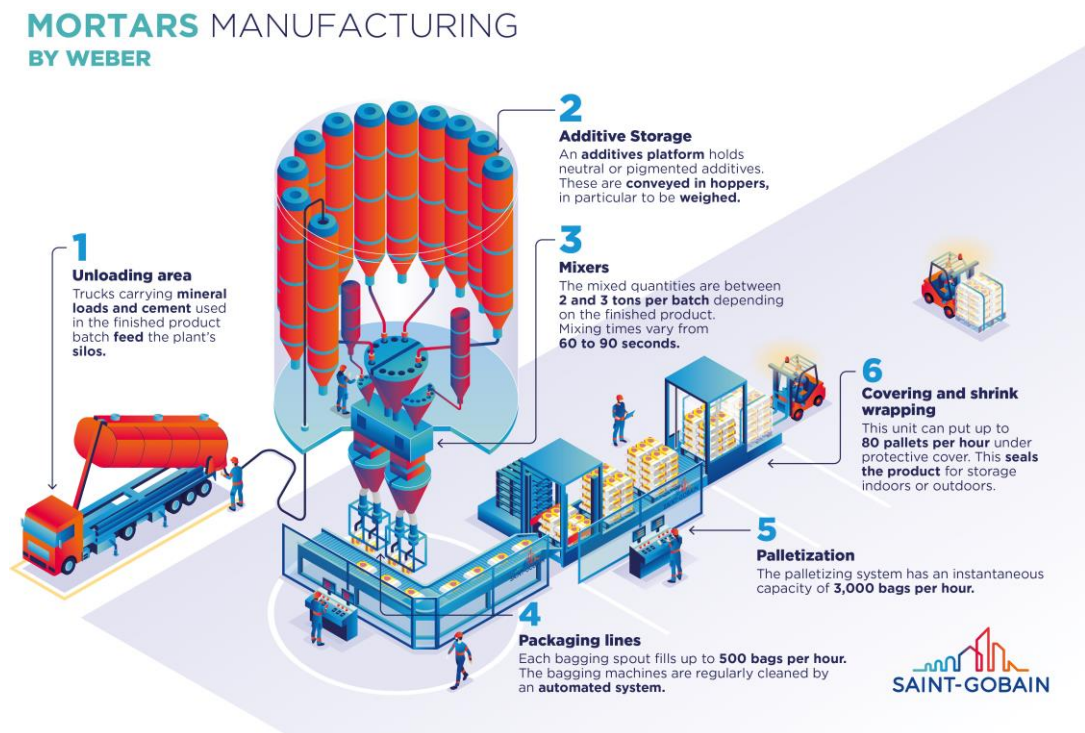 MORTARS MANUFACTURING
BY WEBER
1
Unloading area
Trucks carrying mineral
loads and cement used
in the finished product
batch feed the plant's
silos.
2
Additive Storage
An additives platform holds
neutral or pigmented additives.
These are conveyed in hoppers,
in particular to be weighed.
3
Mixers
The mixed quantities are between
2 and 3 tons per batch depending
on the finished product.
Mixing times vary from
60 to 90 seconds.
4
Packaging lines
Each bagging spout fills up to 500 bags per hour.
The bagging machines are regularly cleaned by
an automated system.
5
Palletization
The palletizing system has an instantaneous
capacity of 3,000 bags per hour.
6
Covering and shrink
wrapping
This unit can put up to
80 pallets per hour under
protective cover. This seals
the product for storage
indoors or outdoors.
SAINT-GOBAIN